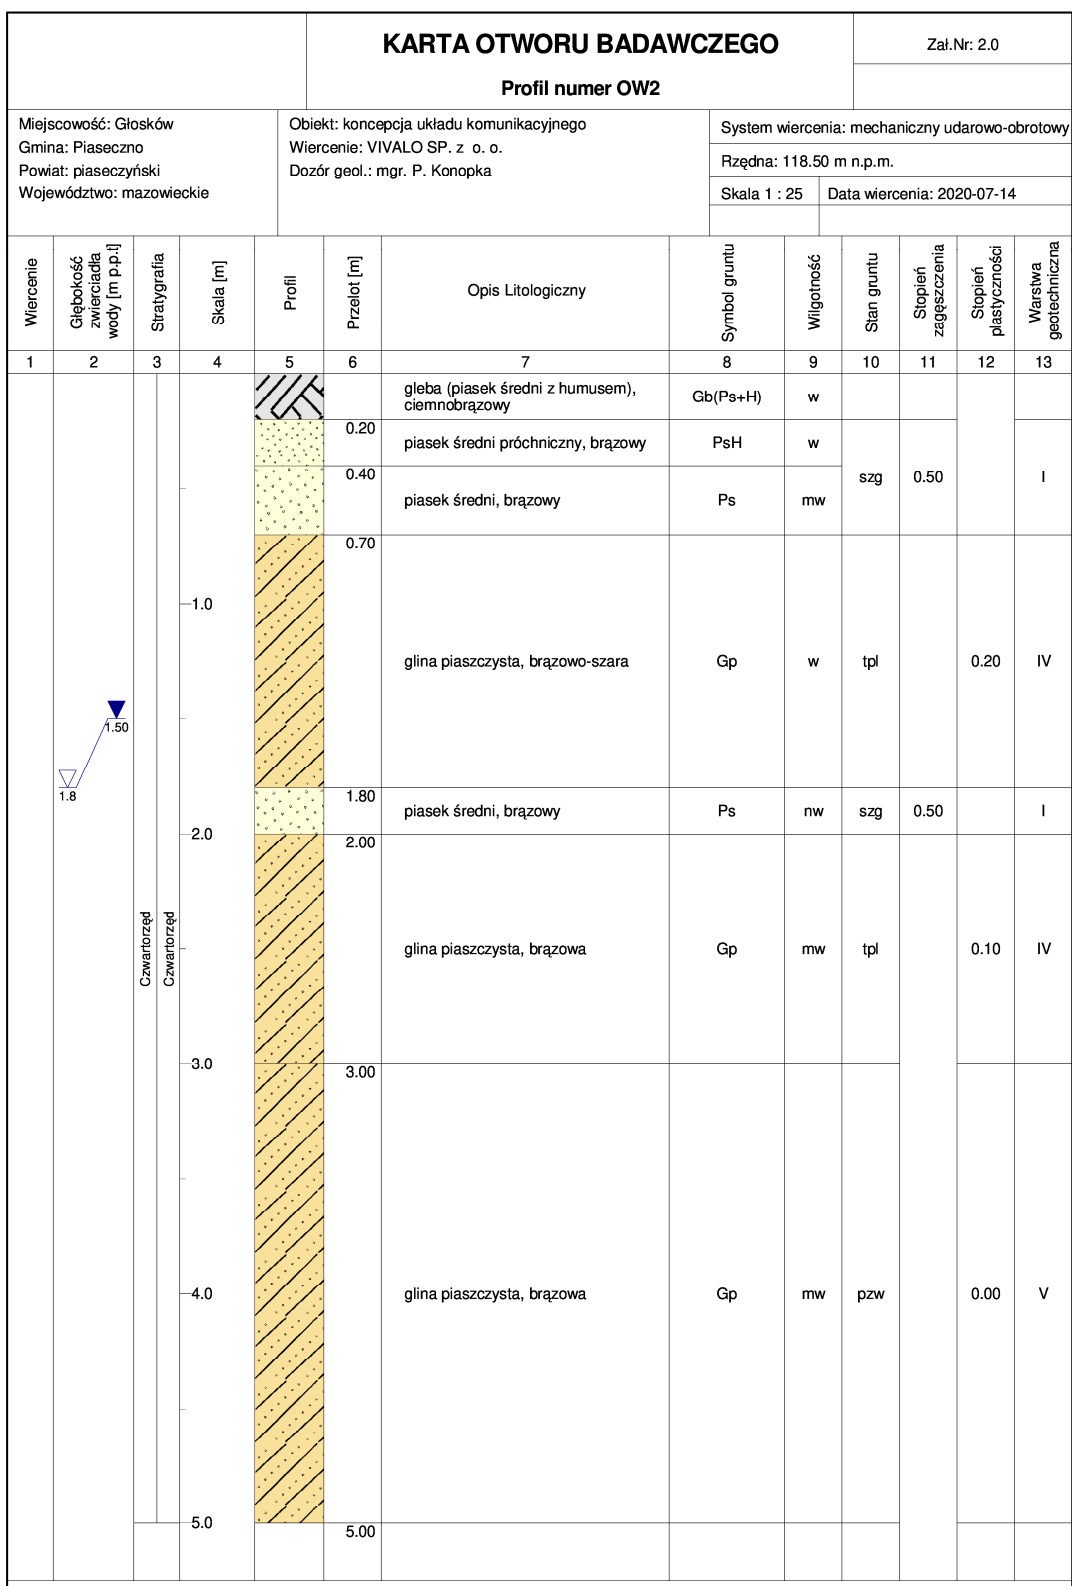 KARTA OTWORU BADAWCZEGO
Profil numer OW2
Zał.Nr: 2.0
Miejscowość: Głosków
Gmina: Piaseczno
Powiat: piaseczyński
Województwo: mazowieckie
Obiekt: koncepcja układu komunikacyjnego
Wiercenie: VIVALO SP. z o. o.
Dozór geol.: mgr. P. Konopka
System wiercenia: mechaniczny udarowo-obrotowy
Rzędna: 118.50 m n.p.m.
Skala 1 : 25
Data wiercenia: 2020-07-14
Wiercenie
Głębokość
zwierciadła
wody [m p.p.t]
Stratygrafia
Skala [m]
Profil
Przelot [m]
Opis Litologiczny
Symbol gruntu
Wilgotność
Stan gruntu
Stopień
zagęszczenia
Stopień
plastyczności
Warstwa
geotechniczna
1 2 3 4 5 6 7 8 9 10 11 12 13
gleba (piasek średni z humusem),
ciemnobrązowy
Gb(Ps+H) w
0.20
piasek średni próchniczny, brązowy PsH w
0.40
szg 0.50 I
piasek średni, brązowy Ps mw
0.70
1.0
glina piaszczysta, brązowo-szara Gp w tpl 0.20 IV
1.50
1.8
1.80
piasek średni, brązowy Ps nw szg 0.50 I
2.0
2.00
Czwartorzęd
Czwartorzęd
glina piaszczysta, brązowa Gp mw tpl 0.10 IV
3.0
3.00
4.0
glina piaszczysta, brązowa Gp mw pzw 0.00 V
5.0
5.00